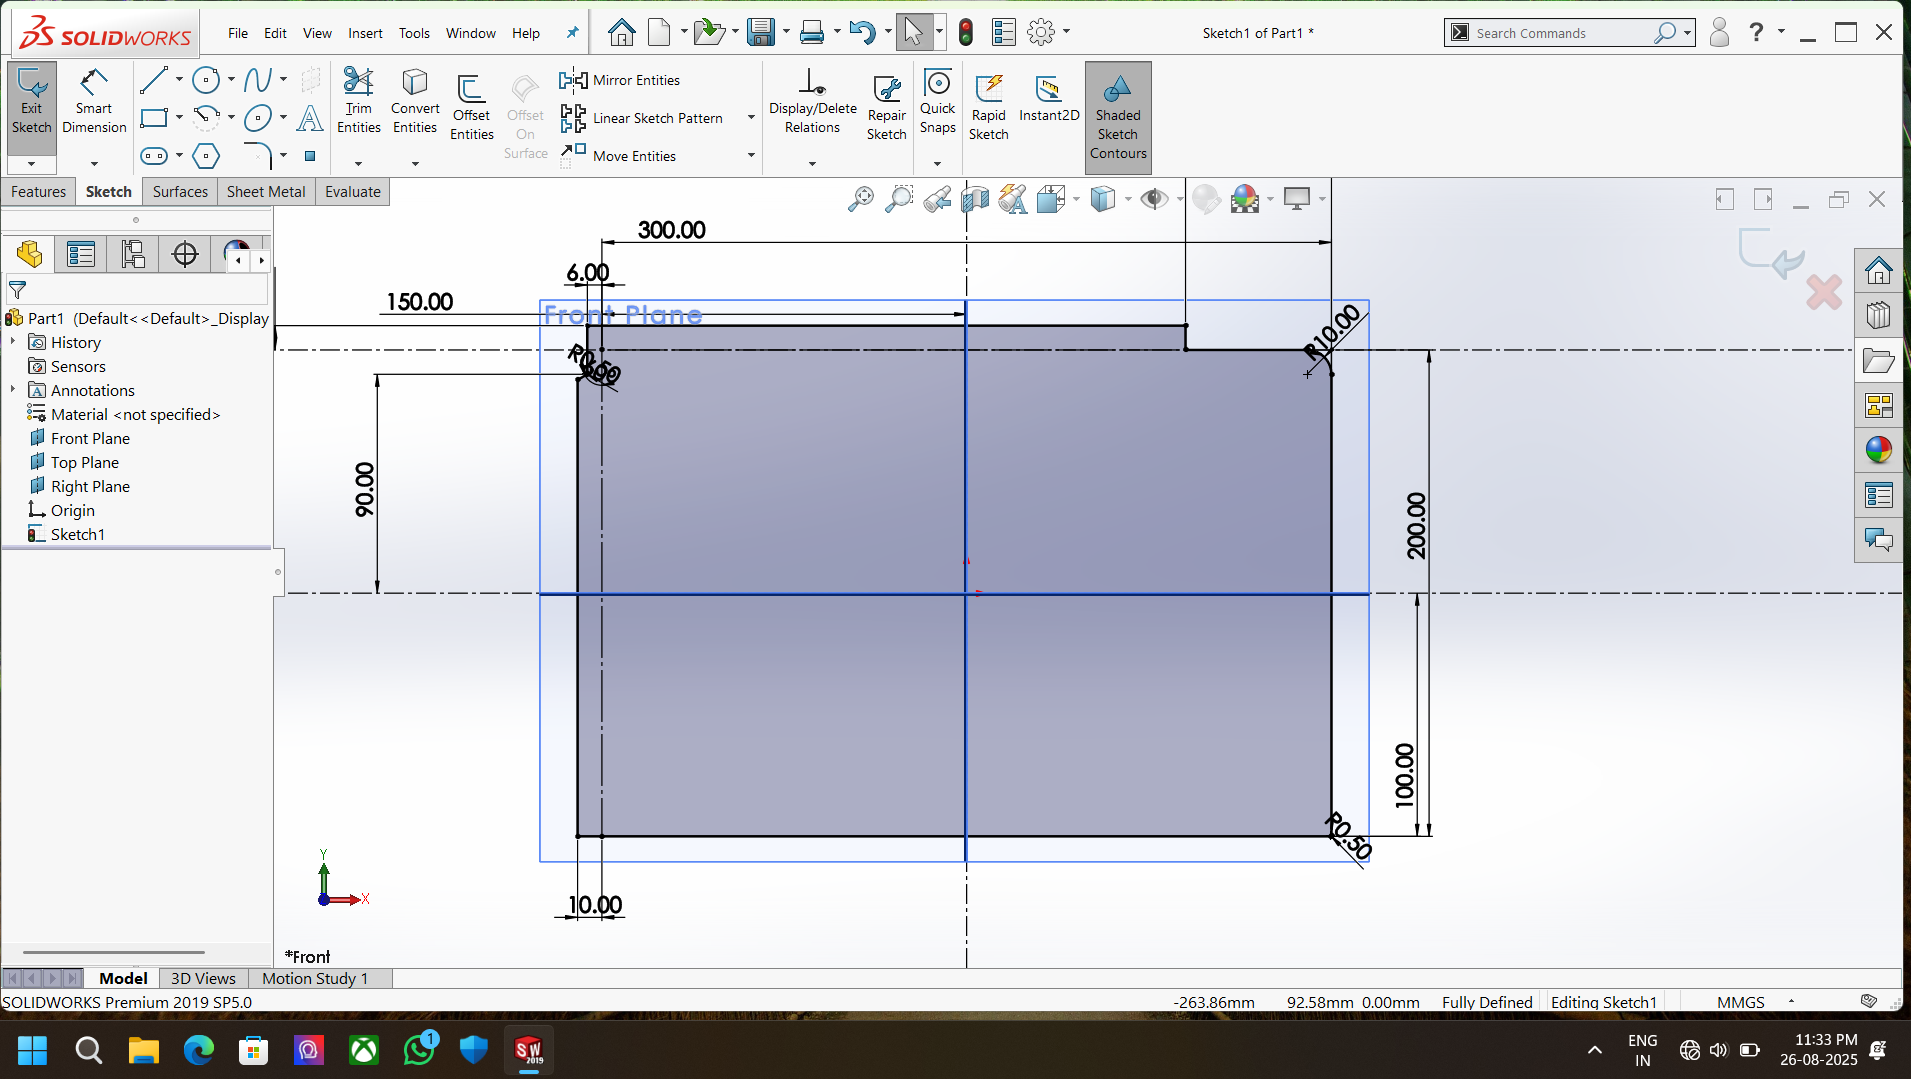 SOLIDWORKS
File Edit View Insert Tools Window Help
Sketch1 of Part1 *
Search Commands
Exit Sketch
Smart Dimension
Trim Entities
Convert Entities
Offset Entities
Offset On Surface
Mirror Entities
Linear Sketch Pattern
Move Entities
Display/Delete Relations
Repair Sketch
Quick Snaps
Rapid Sketch
Instant2D
Shaded Sketch Contours
Features Sketch Surfaces Sheet Metal Evaluate
Part1 (Default<<Default>_Display
History
Sensors
Annotations
Material <not specified>
Front Plane
Top Plane
Right Plane
Origin
Sketch1
300.00
6.00
150.00
Front Plane
R10.00
90.00
200.00
100.00
R0.50
10.00
Y
X
*Front
Model 3D Views Motion Study 1
SOLIDWORKS Premium 2019 SP5.0
-263.86mm 92.58mm 0.00mm Fully Defined Editing Sketch1 MMGS
1
SW
2019
ENG
IN
11:33 PM
26-08-2025